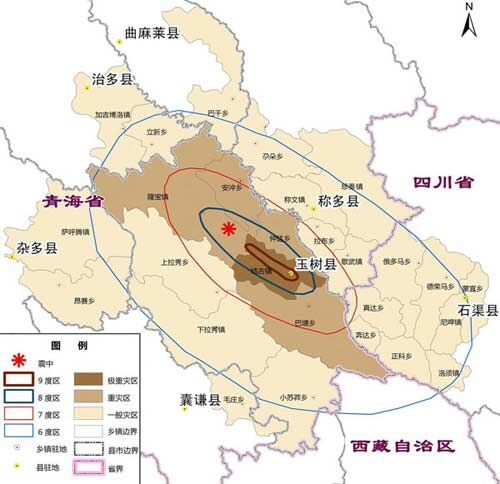 N
曲麻莱县
治多县
加吉博洛镇
巴干乡
立新乡
尕朵乡
安冲乡
珍秦镇
四川省
青海省
隆宝镇
称文镇
称多县
萨呼腾镇
仲达乡
拉布乡
杂多县
上拉秀乡
结古镇
玉树县
歇武镇
俄多马乡
德荣马乡
蒙宜乡
昂赛乡
石渠县
真达乡
下拉秀镇
巴塘乡
奔达乡
尼呷镇
正科乡
洛须镇
图 例
震中
9度区
极重灾区
8度区
重灾区
7度区
一般灾区
6度区
乡镇边界
乡镇驻地
县市边界
县驻地
省界
毛庄乡
小苏莽乡
囊谦县
西藏自治区